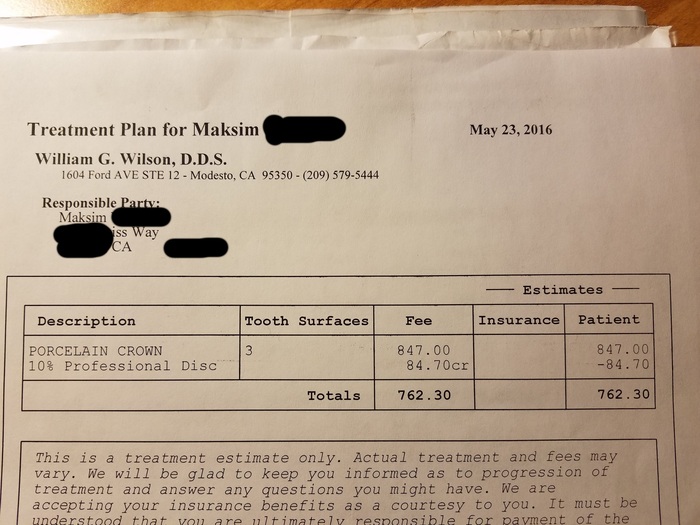 Treatment Plan for Maksim
May 23, 2016
William G. Wilson, D.D.S.
1604 Ford AVE STE 12 - Modesto, CA 95350 - (209) 579-5444
Responsible Party:
Maksim
iss Way
CA
Estimates
Description Tooth Surfaces Fee Insurance Patient
PORCELAIN CROWN 3 847.00 847.00
10% Professional Disc 84.70cr -84.70
Totals 762.30 762.30
This is a treatment estimate only. Actual treatment and fees may
vary. We will be glad to keep you informed as to progression of
treatment and answer any questions you might have. We are
accepting your insurance benefits as a courtesy to you. It must be
understood that you are ultimately responsible for payment of the